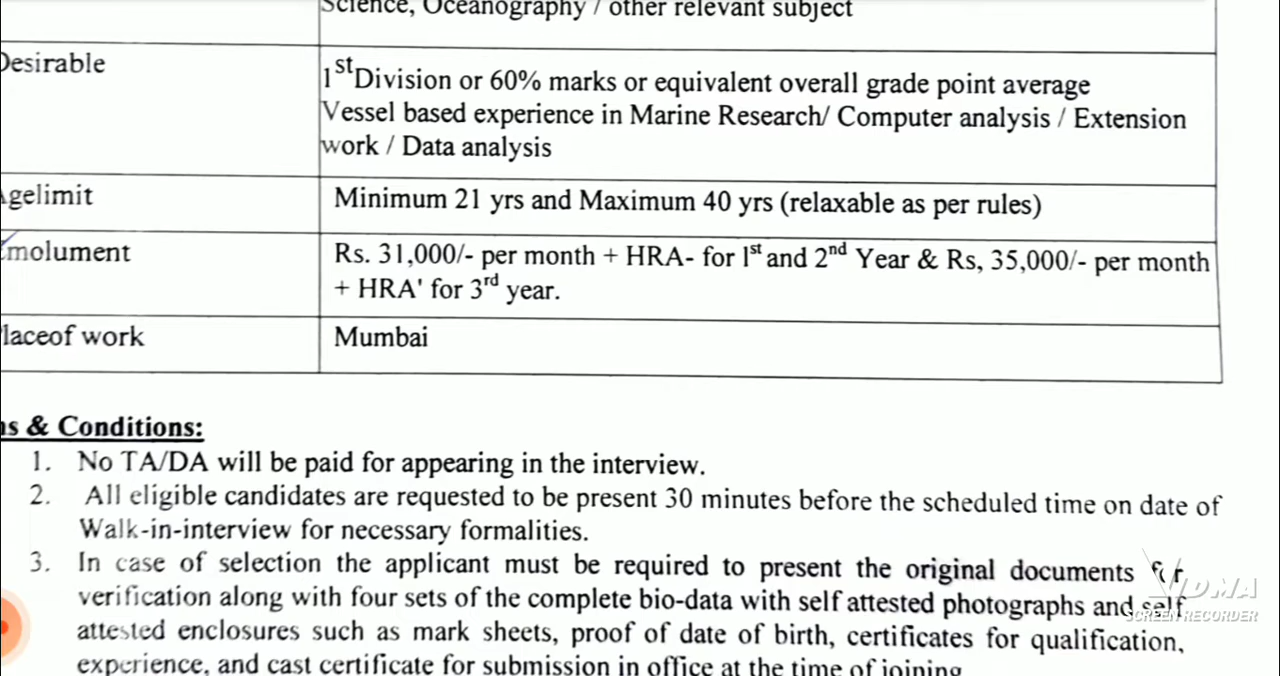 Science, Oceanography / other relevant subject
Desirable
1st Division or 60% marks or equivalent overall grade point average
Vessel based experience in Marine Research/ Computer analysis / Extension
work / Data analysis
Agelimit
Minimum 21 yrs and Maximum 40 yrs (relaxable as per rules)
Emolument
Rs. 31,000/- per month + HRA- for 1st and 2nd Year & Rs, 35,000/- per month
+ HRA' for 3rd year.
laceof work
Mumbai
ns & Conditions:
1. No TA/DA will be paid for appearing in the interview.
2. All eligible candidates are requested to be present 30 minutes before the scheduled time on date of
Walk-in-interview for necessary formalities.
3. In case of selection the applicant must be required to present the original documents for
verification along with four sets of the complete bio-data with self attested photographs and self
attested enclosures such as mark sheets, proof of date of birth, certificates for qualification,
experience, and cast certificate for submission in office at the time of joining
VIDMA
SCREEN RECORDER